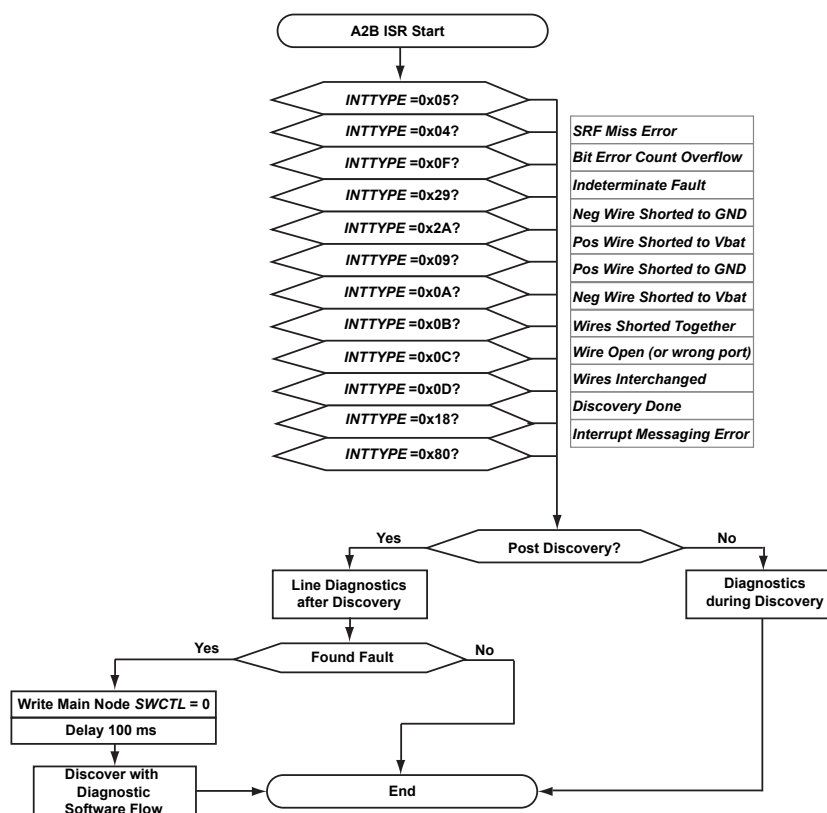 A2B ISR Start
INTTYPE =0x05?
INTTYPE =0x04?
INTTYPE =0x0F?
INTTYPE =0x29?
INTTYPE =0x2A?
INTTYPE =0x09?
INTTYPE =0x0A?
INTTYPE =0x0B?
INTTYPE =0x0C?
INTTYPE =0x0D?
INTTYPE =0x18?
INTTYPE =0x80?
SRF Miss Error
Bit Error Count Overflow
Indeterminate Fault
Neg Wire Shorted to GND
Pos Wire Shorted to Vbat
Pos Wire Shorted to GND
Neg Wire Shorted to Vbat
Wires Shorted Together
Wire Open (or wrong port)
Wires Interchanged
Discovery Done
Interrupt Messaging Error
Yes
Post Discovery?
No
Line Diagnostics
after Discovery
Diagnostics
during Discovery
Yes
Found Fault
No
Write Main Node SWCTL = 0
Delay 100 ms
Discover with
Diagnostic
Software Flow
End